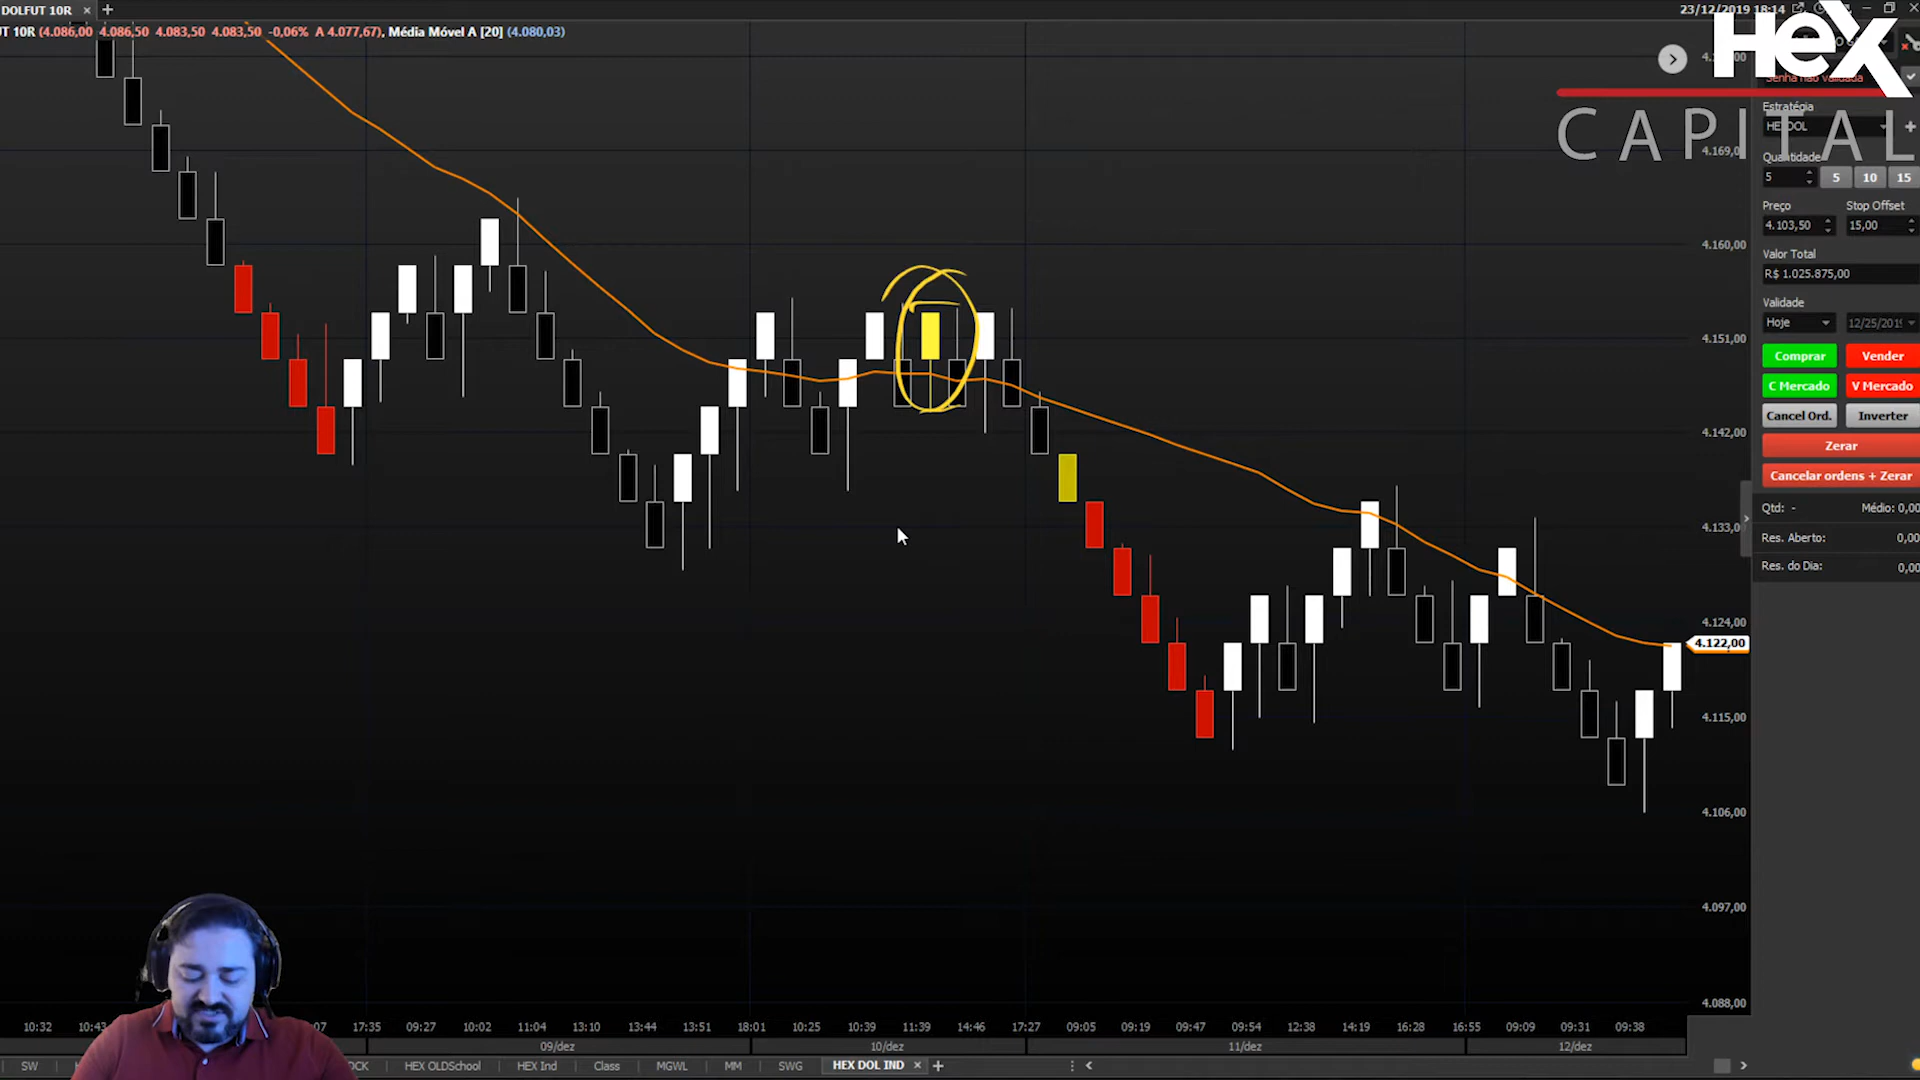 DOLFUT 10R × +
23/12/2019 18:14
T 10R (4.086,00 4.086,50 4.083,50 4.083,50 -0,06% A 4.077,67), Média Móvel A [20] (4.080,03)
HEX
CAPITAL
Senha não validada
Estratégia
HEXDOL
Quantidade
5 5 10 15
Preço Stop Offset
4.103,50 15,00
Valor Total
R$ 1.025.875,00
Validade
Hoje 12/25/2019
Comprar Vender
C Mercado V Mercado
Cancel Ord. Inverter
Zerar
Cancelar ordens + Zerar
Qtd: - Médio: 0,00
Res. Aberto: 0,00
Res. do Dia: 0,00
4.169,00
4.160,00
4.151,00
4.142,00
4.133,00
4.124,00
4.122,00
4.115,00
4.106,00
4.097,00
4.088,00
10:32 10:43 17:35 09:27 10:02 11:04 13:10 13:44 13:51 18:01 10:25 10:39 11:39 14:46 17:27 09:05 09:19 09:47 09:54 12:38 14:19 16:28 16:55 09:09 09:31 09:38
09/dez 10/dez 11/dez 12/dez
SW HEX OLDSchool HEX Ind Class MGWL MM SWG HEX DOL IND × +